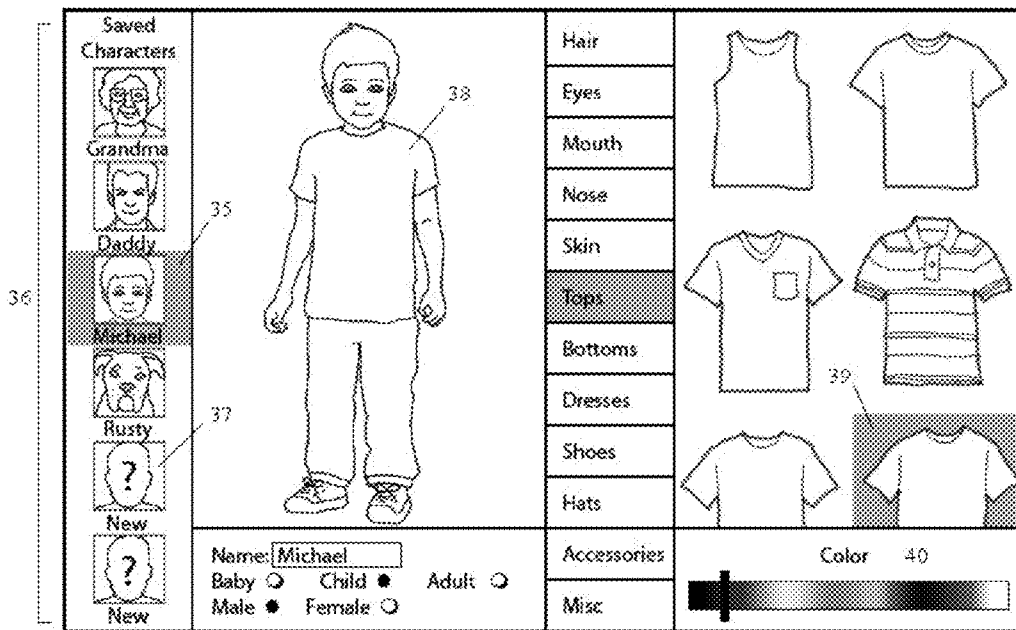 Saved
Characters
Grandma
Daddy
Michael
Rusty
?
New
?
New
36
35
37
38
Name: Michael
Baby Child Adult
Male Female
Hair
Eyes
Mouth
Nose
Skin
Tops
Bottoms
Dresses
Shoes
Hats
Accessories
Misc
39
Color 40